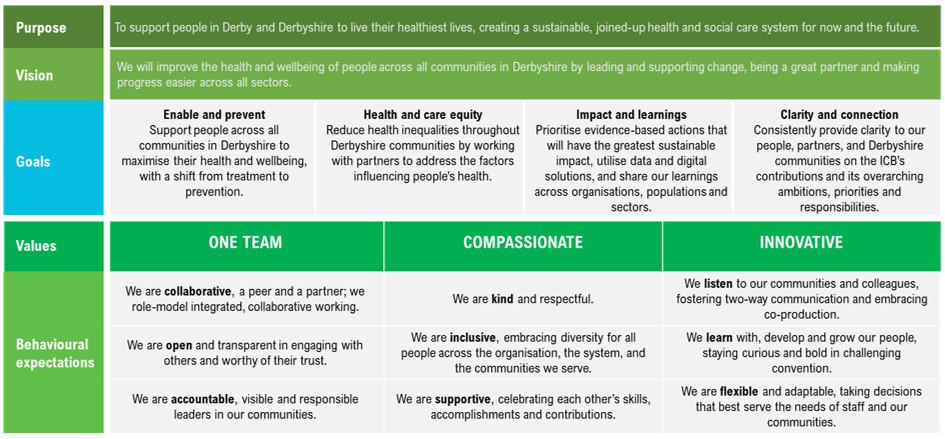 Purpose
To support people in Derby and Derbyshire to live their healthiest lives, creating a sustainable, joined-up health and social care system for now and the future.
Vision
We will improve the health and wellbeing of people across all communities in Derbyshire by leading and supporting change, being a great partner and making
progress easier across all sectors.
Goals
Enable and prevent
Support people across all
communities in Derbyshire to
maximise their health and wellbeing,
with a shift from treatment to
prevention.
Health and care equity
Reduce health inequalities throughout
Derbyshire communities by working
with partners to address the factors
influencing people's health.
Impact and learnings
Prioritise evidence-based actions that
will have the greatest sustainable
impact, utilise data and digital
solutions, and share our learnings
across organisations, populations and
sectors.
Clarity and connection
Consistently provide clarity to our
people, partners, and Derbyshire
communities on the ICB's
contributions and its overarching
ambitions, priorities and
responsibilities.
Values
ONE TEAM
COMPASSIONATE
INNOVATIVE
Behavioural
expectations
We are collaborative, a peer and a partner; we
role-model integrated, collaborative working.
We are kind and respectful.
We listen to our communities and colleagues,
fostering two-way communication and embracing
co-production.
We are open and transparent in engaging with
others and worthy of their trust.
We are inclusive, embracing diversity for all
people across the organisation, the system, and
the communities we serve.
We learn with, develop and grow our people,
staying curious and bold in challenging
convention.
We are accountable, visible and responsible
leaders in our communities.
We are supportive, celebrating each other's skills,
accomplishments and contributions.
We are flexible and adaptable, taking decisions
that best serve the needs of staff and our
communities.